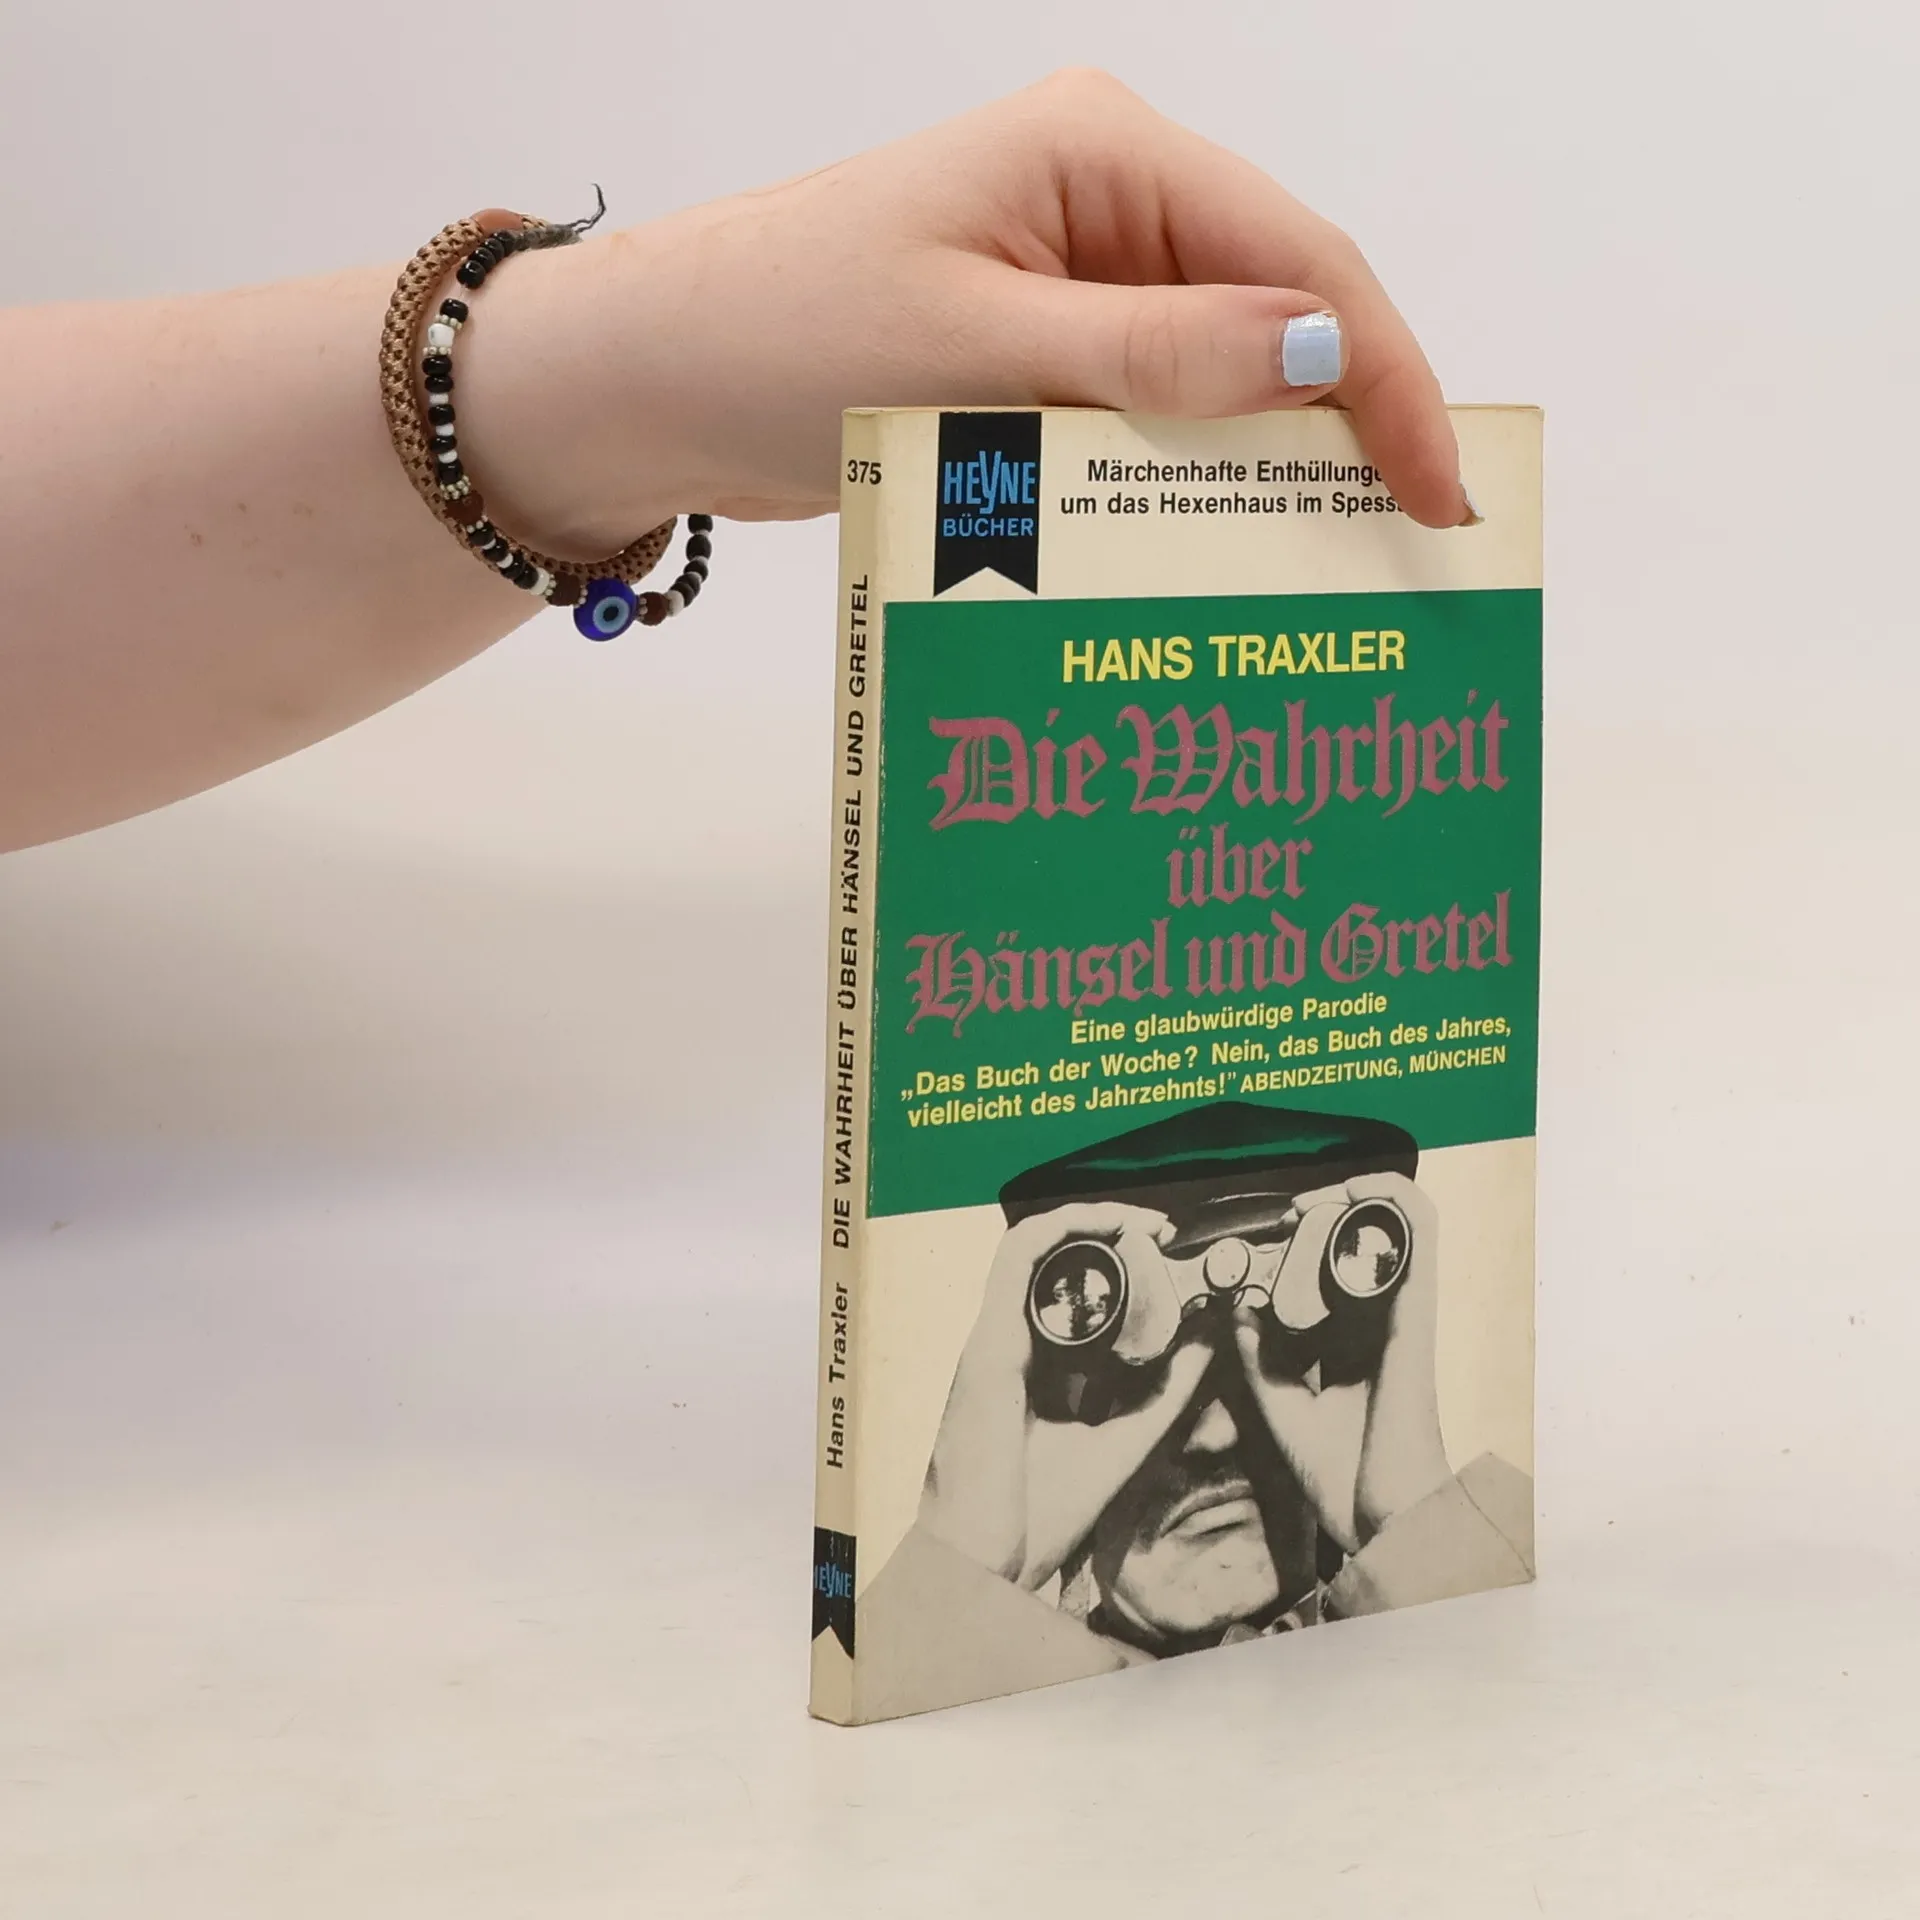 375
HEYNE
BÜCHER
Märchenhafte
um das Hexenhaus im
HANS TRAXLER
Die Wahrheit
über
Hänsel und Gretel
Eine glaubwürdige Parodie
„Das Buch der Woche? Nein, das Buch des Jahres,
vielleicht des Jahrzehnts!” ABENDZEITUNG, MÜNCHEN
Hans Traxler DIE WAHRHEIT ÜBER HÄNSEL UND GRETEL
HEYNE